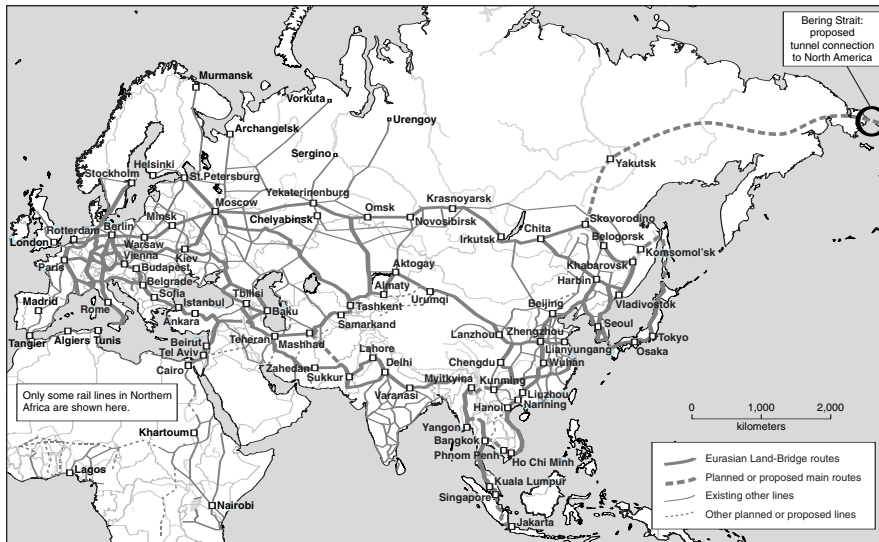 Bering Strait:
proposed
tunnel connection
to North America
Murmansk
Vorkuta
Urengoy
Archangelsk
Sergino
Yakutsk
Helsinki
Stockholm
St.Petersburg
Yekaterinenburg
Moscow
Omsk
Krasnoyarsk
Skovorodino
Minsk
Chelyabinsk
Novosibirsk
Chita
Belogorsk
Rotterdam
Berlin
Irkutsk
London
Warsaw
Komsomol'sk
Vienna
Kiev
Paris
Budapest
Aktogay
Khabarovsk
Belgrade
Harbin
Sofia
Tbilisi
Almaty
Madrid
Istanbul
Urumqi
Vladivostok
Rome
Baku
Tashkent
Beijing
Ankara
Samarkand
Seoul
Tangier
Algiers
Tunis
Teheran
Mashhad
Lanzhou
Zhengzhou
Tokyo
Beirut
Lahore
Lianyungang
Osaka
Tel Aviv
Chengdu
Cairo
Zahedan
Delhi
Wuhan
Sukkur
Myitkyina
Kunming
Varanasi
Liuzhou
Only some rail lines in Northern
Africa are shown here.
Hanoi
Nanning
0
1,000
2,000
kilometers
Khartoum
Yangon
Bangkok
Phnom Penh
Ho Chi Minh
Lagos
Kuala Lumpur
Singapore
Nairobi
Jakarta
Eurasian Land-Bridge routes
Planned or proposed main routes
Existing other lines
Other planned or proposed lines